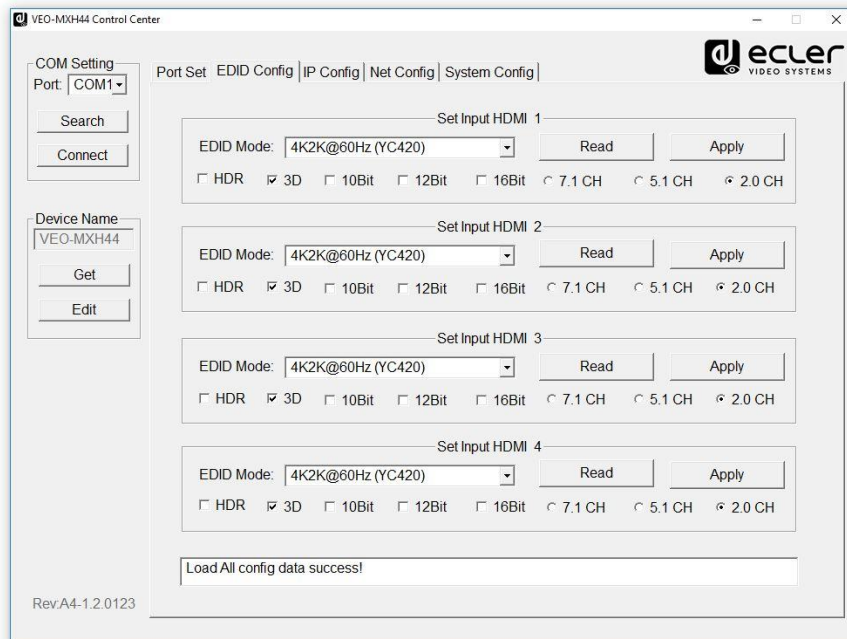 VEO-MXH44 Control Center
ecler
VIDEO SYSTEMS
COM Setting
Port: COM1
Search
Connect
Device Name
VEO-MXH44
Get
Edit
Rev:A4-1.2.0123
Port Set EDID Config IP Config Net Config System Config
Set Input HDMI 1
EDID Mode: 4K2K@60Hz (YC420) Read Apply
HDR 3D 10Bit 12Bit 16Bit 7.1 CH 5.1 CH 2.0 CH
Set Input HDMI 2
EDID Mode: 4K2K@60Hz (YC420) Read Apply
HDR 3D 10Bit 12Bit 16Bit 7.1 CH 5.1 CH 2.0 CH
Set Input HDMI 3
EDID Mode: 4K2K@60Hz (YC420) Read Apply
HDR 3D 10Bit 12Bit 16Bit 7.1 CH 5.1 CH 2.0 CH
Set Input HDMI 4
EDID Mode: 4K2K@60Hz (YC420) Read Apply
HDR 3D 10Bit 12Bit 16Bit 7.1 CH 5.1 CH 2.0 CH
Load All config data success!